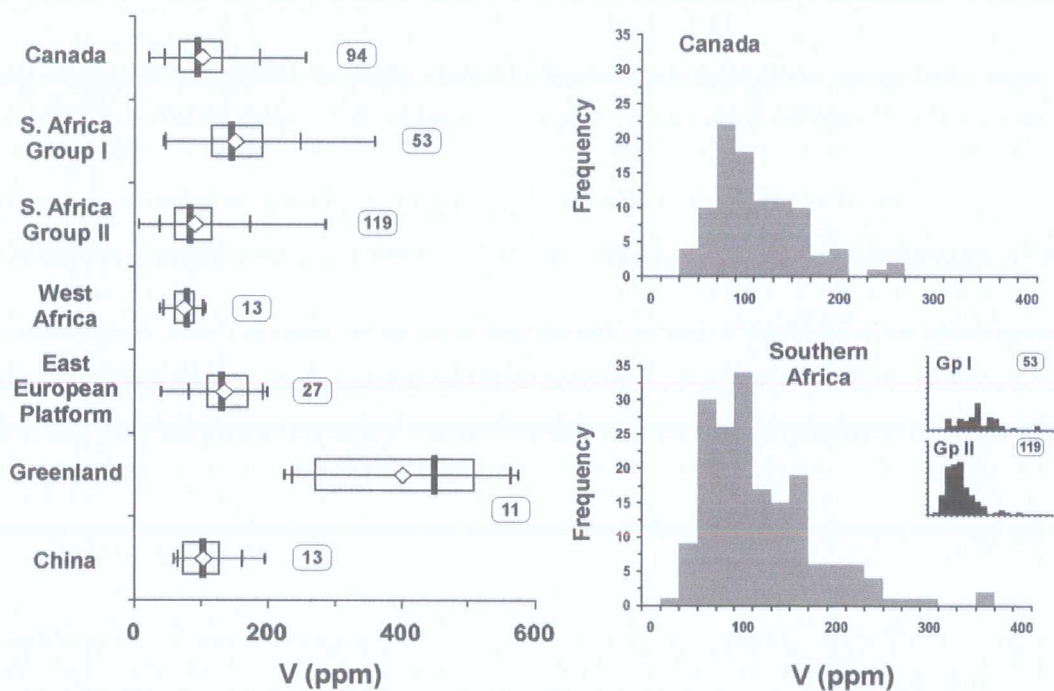 Canada
94
S. Africa
Group I
53
S. Africa
Group II
119
West
Africa
13
East
European
Platform
27
Greenland
11
China
13
0
200
400
600
V (ppm)
35
30
25
20
15
10
5
0
Frequency
Canada
0
100
200
300
400
35
30
25
20
15
10
5
0
Frequency
Southern
Africa
Gp I
53
Gp II
119
0
100
200
300
400
V (ppm)